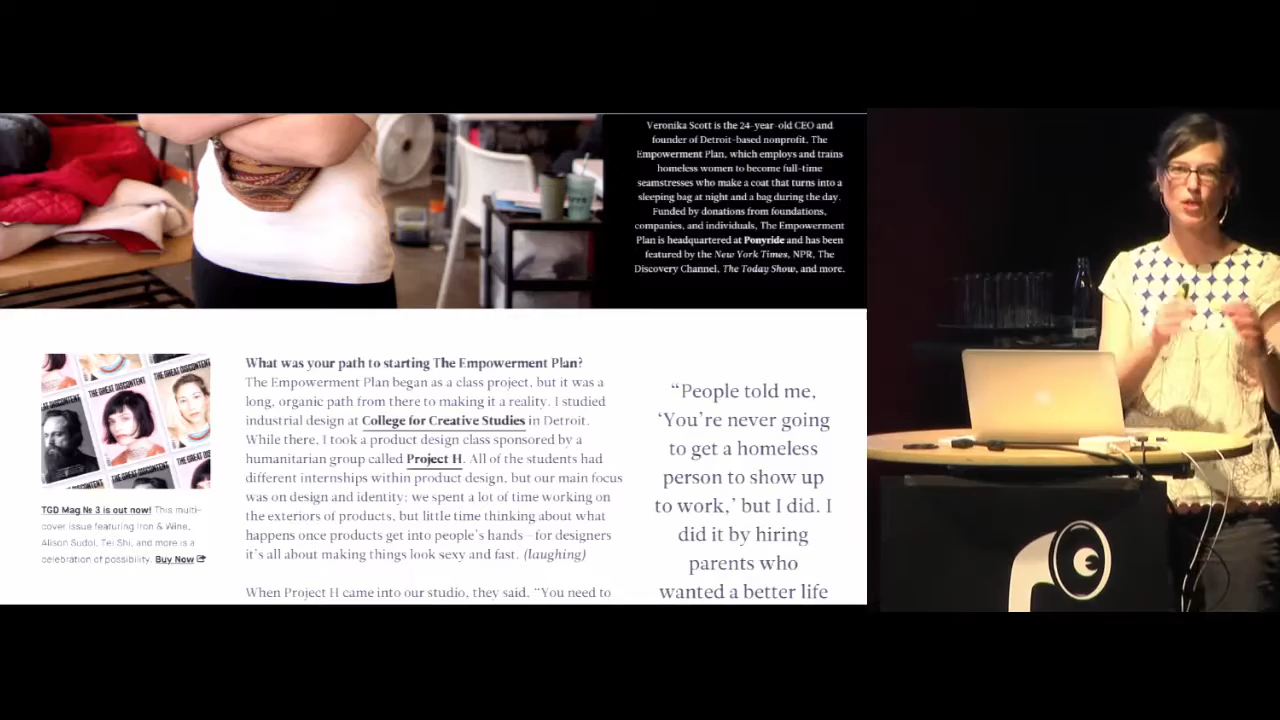 Veronika Scott is the 24-year-old CEO and
founder of Detroit-based nonprofit, The
Empowerment Plan, which employs and trains
homeless women to become full-time
seamstresses who make a coat that turns into a
sleeping bag at night and a bag during the day.
Funded by donations from foundations,
companies, and individuals, The Empowerment
Plan is headquartered at Ponyride and has been
featured by the New York Times, NPR, The
Discovery Channel, The Today Show, and more.
THE GREAT DISCONTENT
THE GREAT DISCONTENT
THE GREAT DISCONTENT
TGD Mag № 3 is out now! This multi-
cover issue featuring Iron & Wine,
Alison Sudol, Tei Shi, and more is a
celebration of possibility. Buy Now
What was your path to starting The Empowerment Plan?
The Empowerment Plan began as a class project, but it was a
long, organic path from there to making it a reality. I studied
industrial design at College for Creative Studies in Detroit.
While there, I took a product design class sponsored by a
humanitarian group called Project H. All of the students had
different internships within product design, but our main focus
was on design and identity; we spent a lot of time working on
the exteriors of products, but little time thinking about what
happens once products get into people's hands—for designers
it's all about making things look sexy and fast. (laughing)
When Project H came into our studio, they said, "You need to
"People told me,
'You're never going
to get a homeless
person to show up
to work,' but I did. I
did it by hiring
parents who
wanted a better life